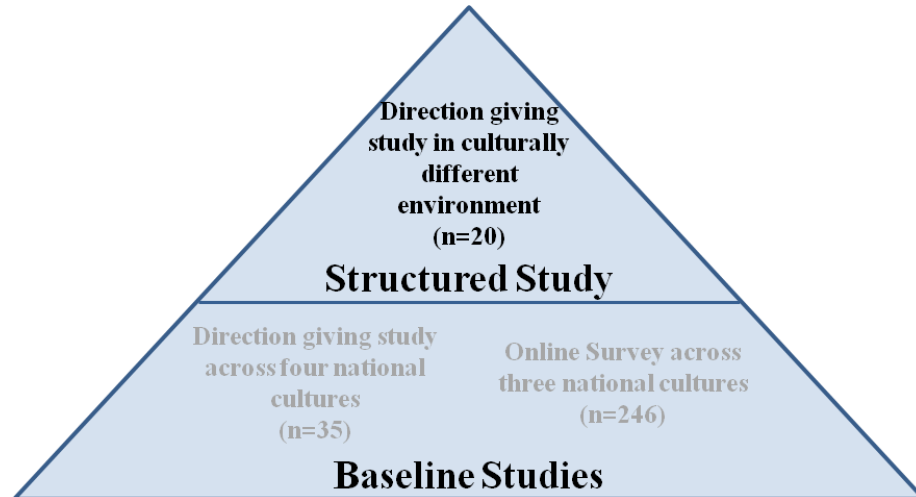 Direction giving
study in culturally
different
environment
(n=20)
Structured Study
Direction giving study
across four national
cultures
(n=35)
Online Survey across
three national cultures
(n=246)
Baseline Studies